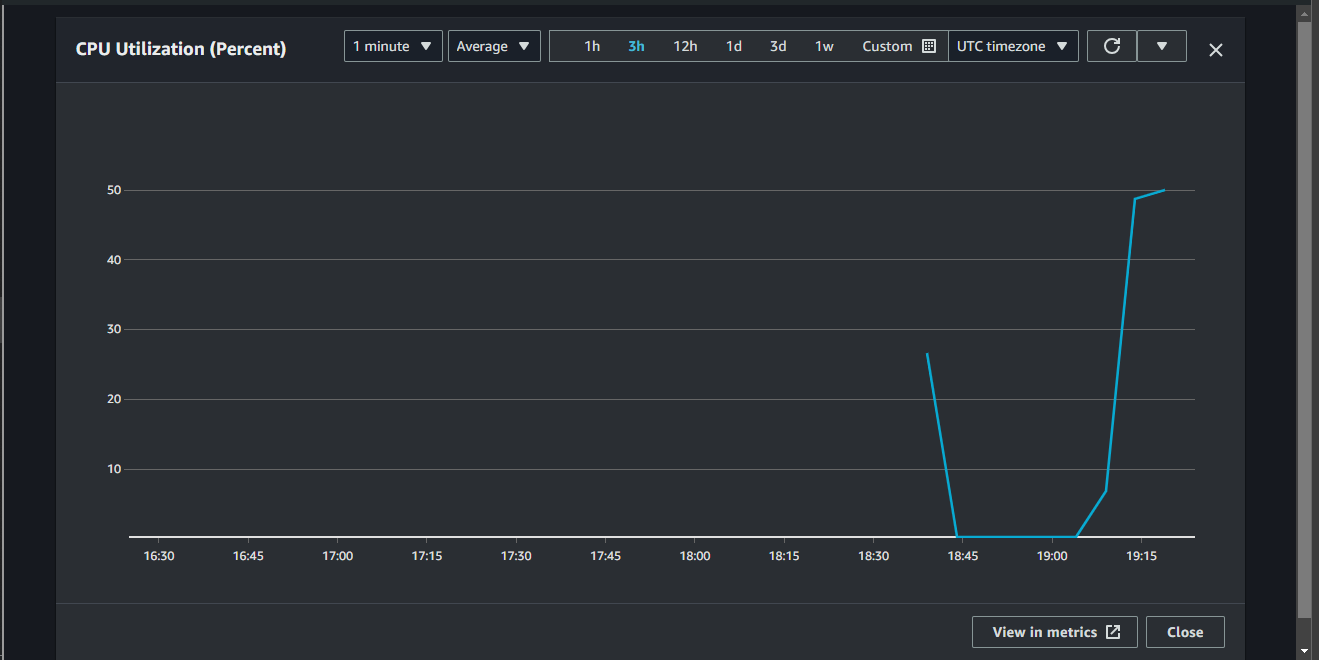 CPU Utilization (Percent) 1 minute Average 1h 3h 12h 1d 3d 1w Custom UTC timezone
50
40
30
20
10
16:30 16:45 17:00 17:15 17:30 17:45 18:00 18:15 18:30 18:45 19:00 19:15
View in metrics Close